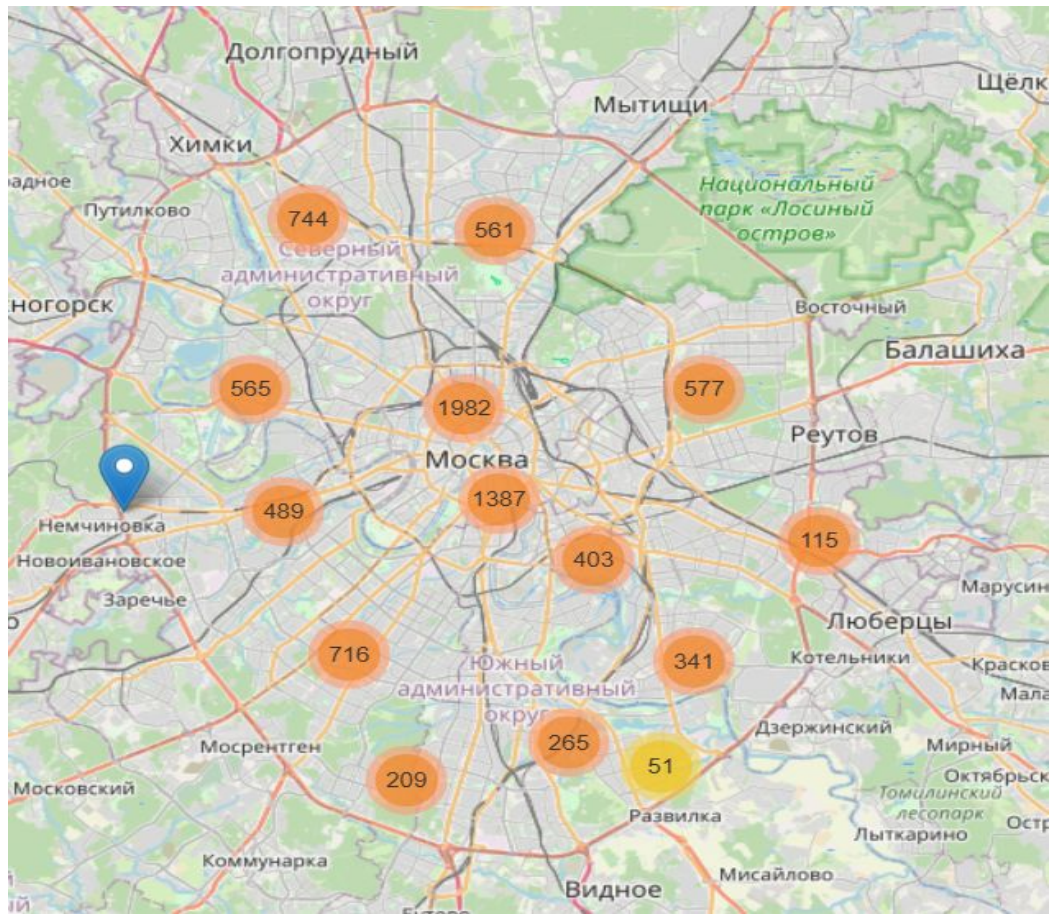 Долгопрудный
Щёлк
Мытищи
Химки
адное
Национальный
парк «Лосиный
остров»
Путилково
744
561
Северный
административный
округ
ногорск
Восточный
Балашиха
565
577
1982
Реутов
Москва
1387
489
Немчиновка
115
403
Новоивановское
Марусин
Заречье
о
Люберцы
716
341
Котельники
Красков
Южный
административный
округ
Мала
Дзержинский
Мосрентген
265
Мирный
51
209
Октябрьск
Московский
Томилинский
лесопарк
Развилка
Остр
Лыткарино
Коммунарка
Мисайлово
Видное
ый